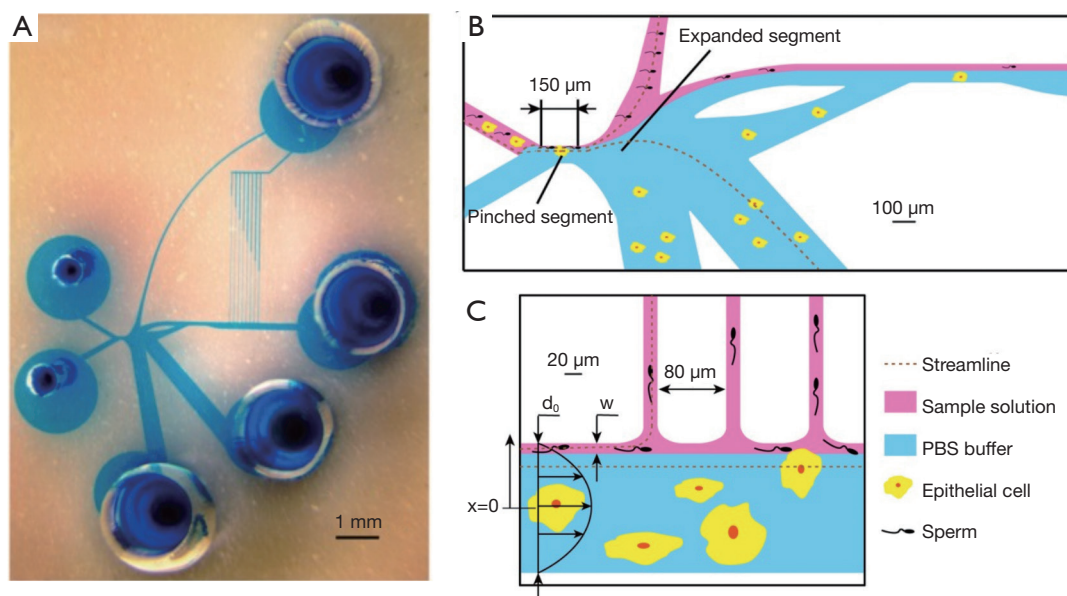 A
1 mm
B
Expanded segment
150 µm
Pinched segment
100 µm
C
20 µm
80 µm
d₀
w
x=0
Streamline
Sample solution
PBS buffer
Epithelial cell
Sperm